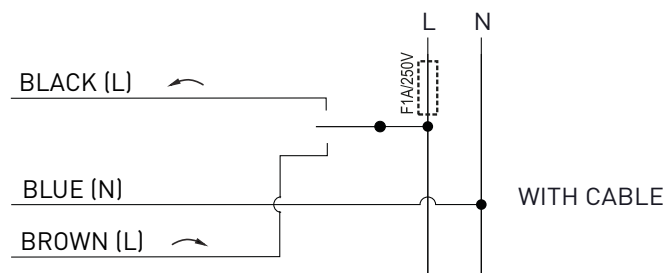 L N
F1A/250V
BLACK (L)
BLUE (N)
WITH CABLE
BROWN (L)